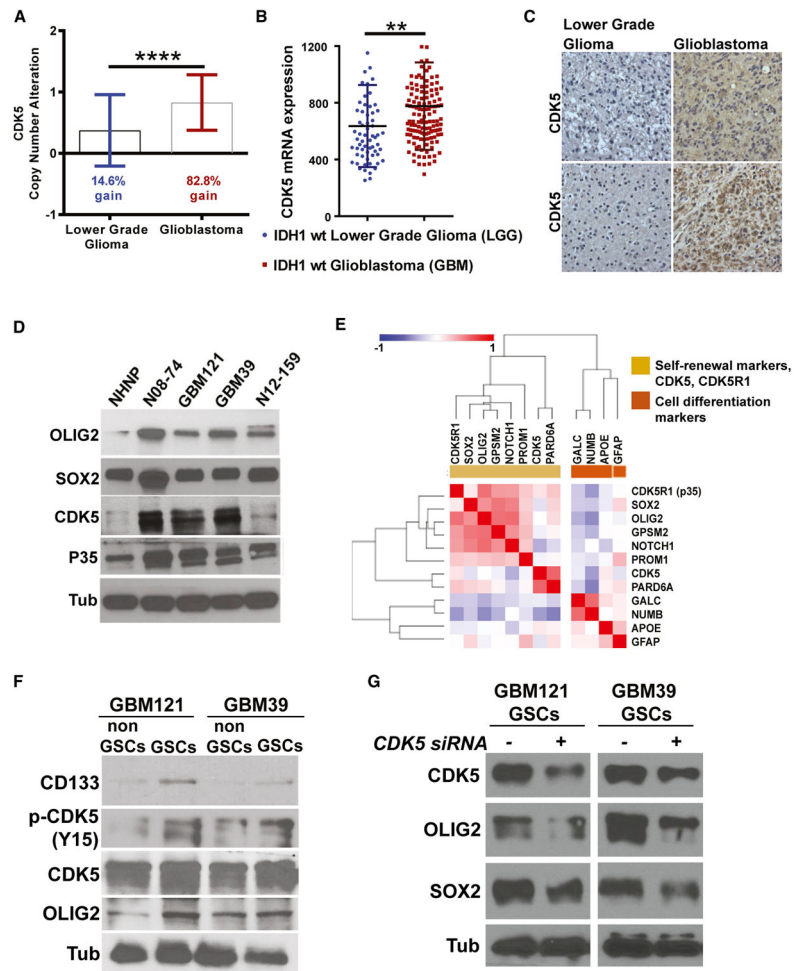 A
CDK5
Copy Number Alteration
2
1
0
-1
****
14.6%
gain
82.8%
gain
Lower Grade
Glioma
Glioblastoma
B
CDK5 mRNA expression
1200
800
400
0
**
IDH1 wt Lower Grade Glioma (LGG)
IDH1 wt Glioblastoma (GBM)
C
Lower Grade
Glioma
Glioblastoma
CDK5
CDK5
D
NHNP
N08-74
GBM121
GBM39
N12-159
OLIG2
SOX2
CDK5
P35
Tub
E
-1
1
Self-renewal markers,
CDK5, CDK5R1
Cell differentiation
markers
CDK5R1
SOX2
OLIG2
GPSM2
NOTCH1
PROM1
CDK5
PARD6A
GALC
NUMB
APOE
GFAP
CDK5R1 (p35)
SOX2
OLIG2
GPSM2
NOTCH1
PROM1
CDK5
PARD6A
GALC
NUMB
APOE
GFAP
F
GBM121
GBM39
non
GSCs
GSCs
non
GSCs
GSCs
CD133
p-CDK5
(Y15)
CDK5
OLIG2
Tub
G
GBM121
GSCs
GBM39
GSCs
CDK5 siRNA
-
+
-
+
CDK5
OLIG2
SOX2
Tub